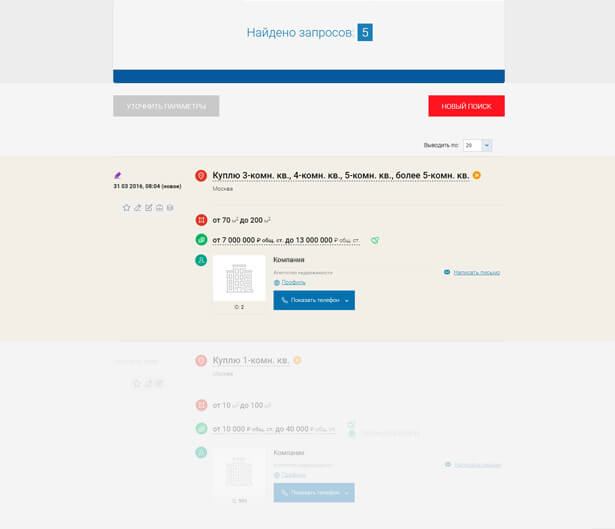 Найдено запросов: 5
УТОЧНИТЬ ПАРАМЕТРЫ
НОВЫЙ ПОИСК
Выводить по: 20
Куплю 3-комн. кв., 4-комн. кв., 5-комн. кв., более 5-комн. кв.
31 03 2016, 08:04 (новое)
Москва
от 70 м² до 200 м²
от 7 000 000 ₽ общ. ст. до 13 000 000 ₽ общ. ст.
Компания
Агентство недвижимости
Написать письмо
Профиль
Показать телефон
ID: 2
Куплю 1-комн. кв.
Москва
от 10 м² до 100 м²
от 10 000 ₽ общ. ст. до 40 000 ₽ общ. ст.
Компания
Агентство недвижимости
Написать письмо
Профиль
Показать телефон